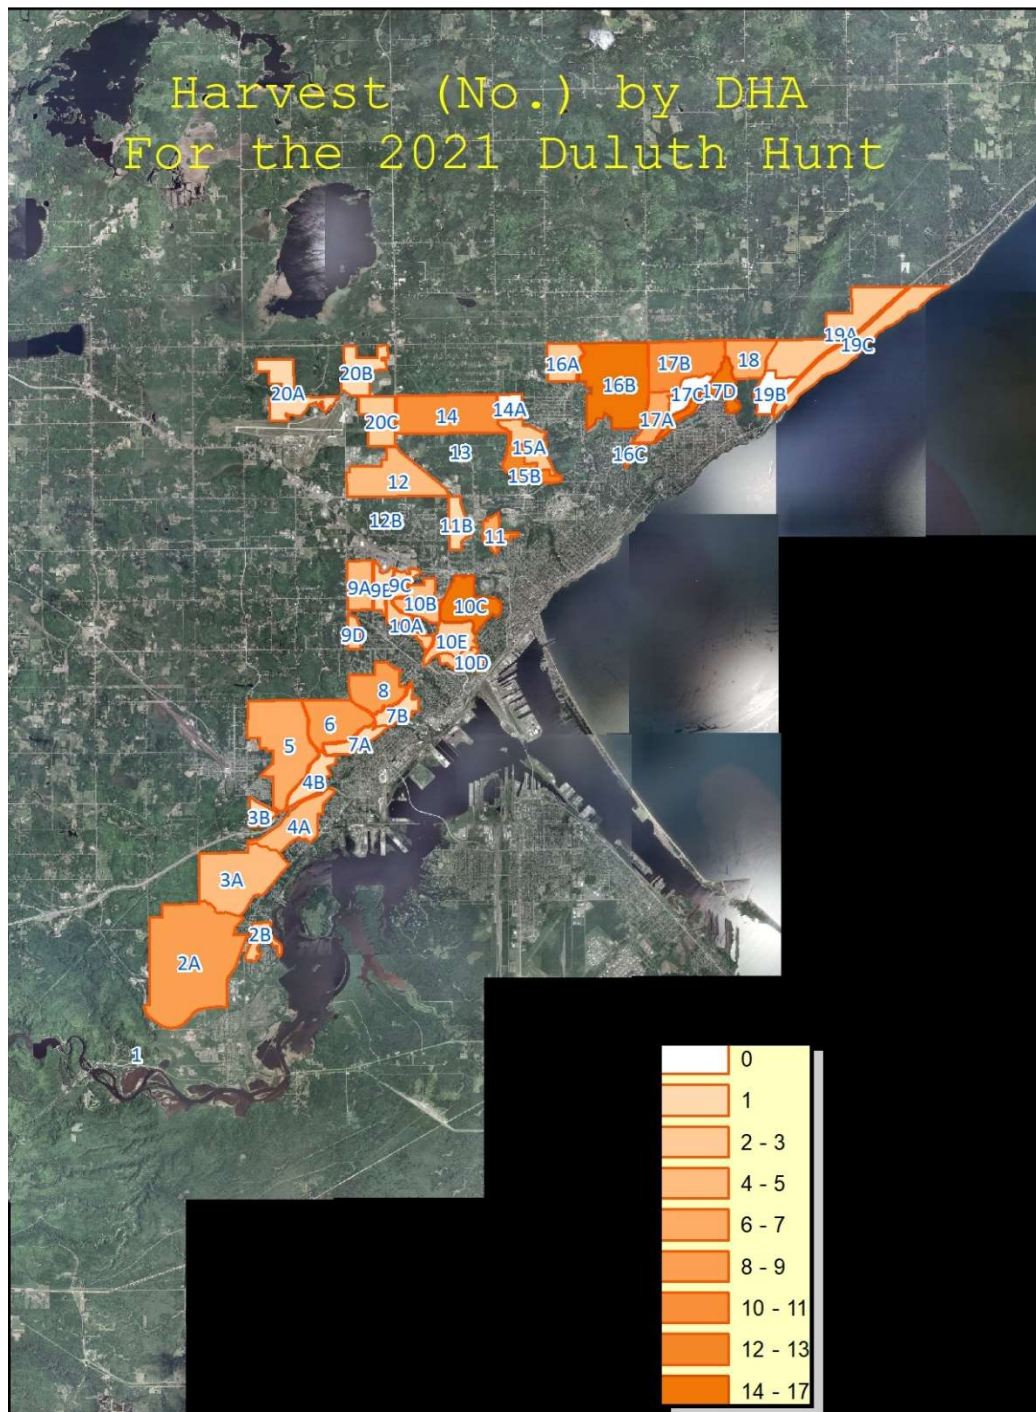 Harvest (No.) by DHA
For the 2021 Duluth Hunt
19A
19C
16A
17B
18
20B
16B
17C
17D
19B
20A
20C
14
14A
17A
15A
16C
13
15B
12
12B
11B
11
9A
9B
9C
10B
10C
9D
10A
10E
10D
8
7B
6
7A
5
4B
3B
4A
3A
2B
2A
1
0
1
2 - 3
4 - 5
6 - 7
8 - 9
10 - 11
12 - 13
14 - 17